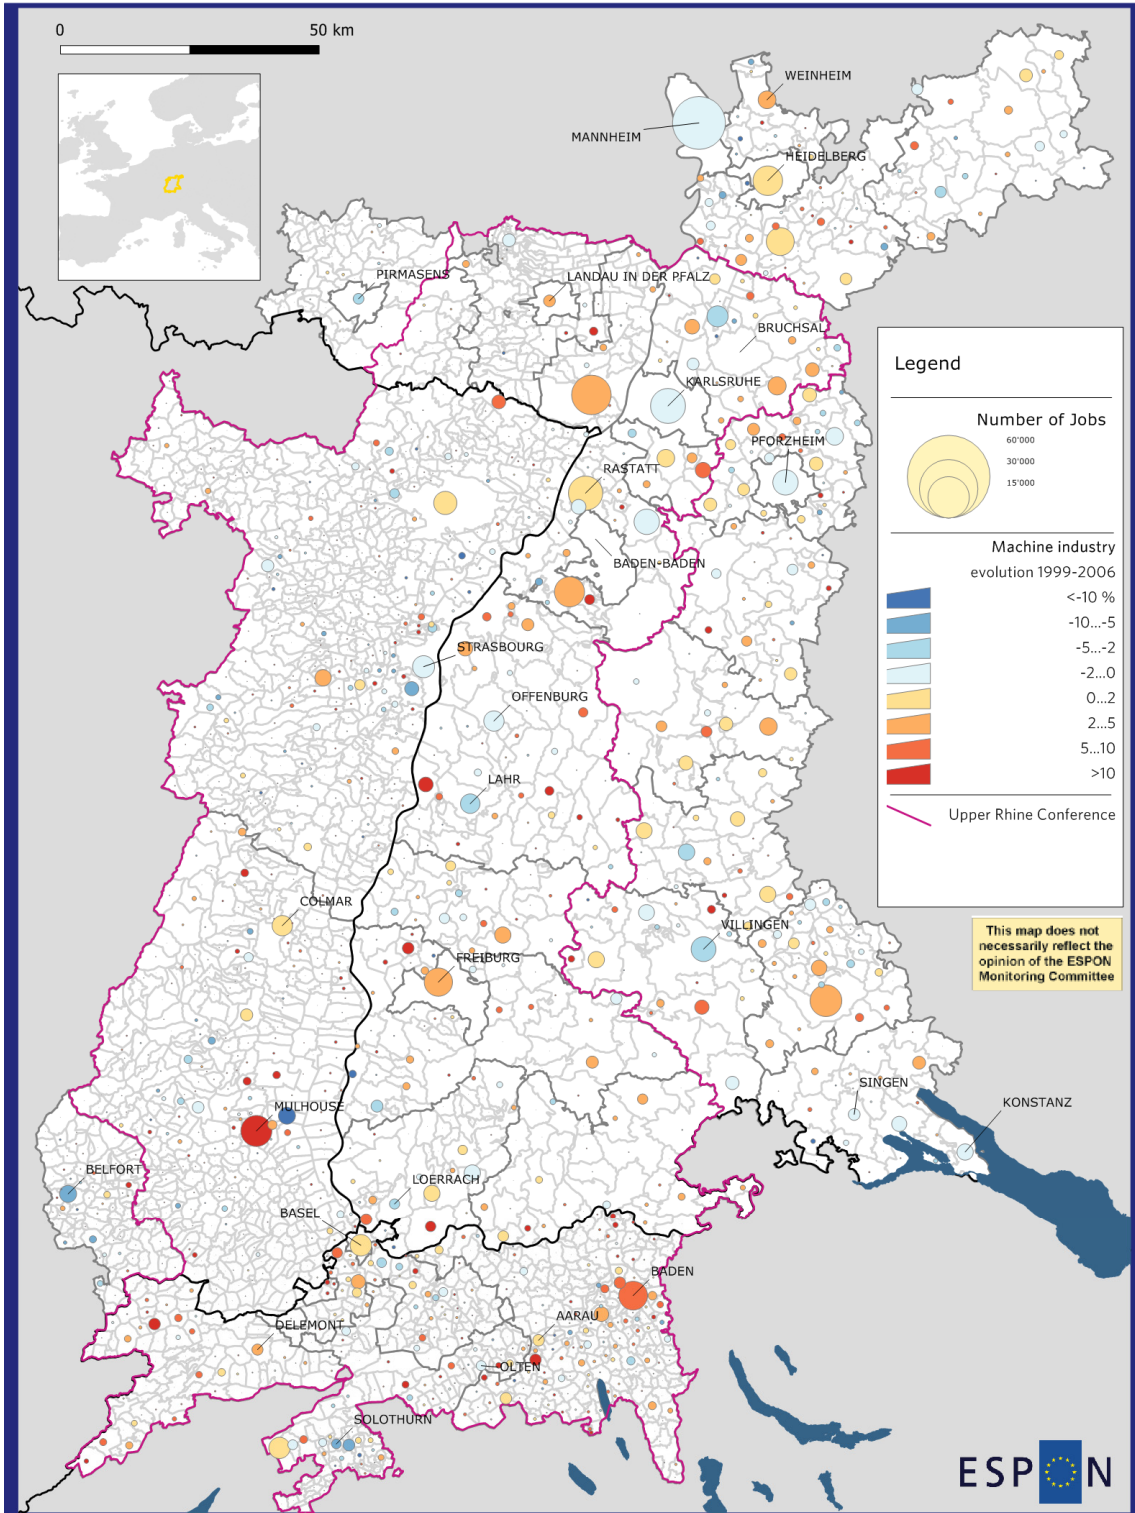 0
50 km
WEINHEIM
MANNHEIM
HEIDELBERG
PIRMASENS
LANDAU IN DER PFALZ
BRUCHSAL
KARLSRUHE
PFORZHEIM
RASTATT
BADEN-BADEN
STRASBOURG
OFFENBURG
LAHR
COLMAR
VILLINGEN
FREIBURG
SINGEN
KONSTANZ
MULHOUSE
BELFORT
LOERRACH
BASEL
BADEN
AARAU
DELEMONT
OLTEN
SOLOTHURN
Legend
Number of Jobs
60'000
30'000
15'000
Machine industry
evolution 1999-2006
<-10 %
-10...-5
-5...-2
-2...0
0...2
2...5
5...10
>10
Upper Rhine Conference
This map does not
necessarily reflect the
opinion of the ESPON
Monitoring Committee
ESPON